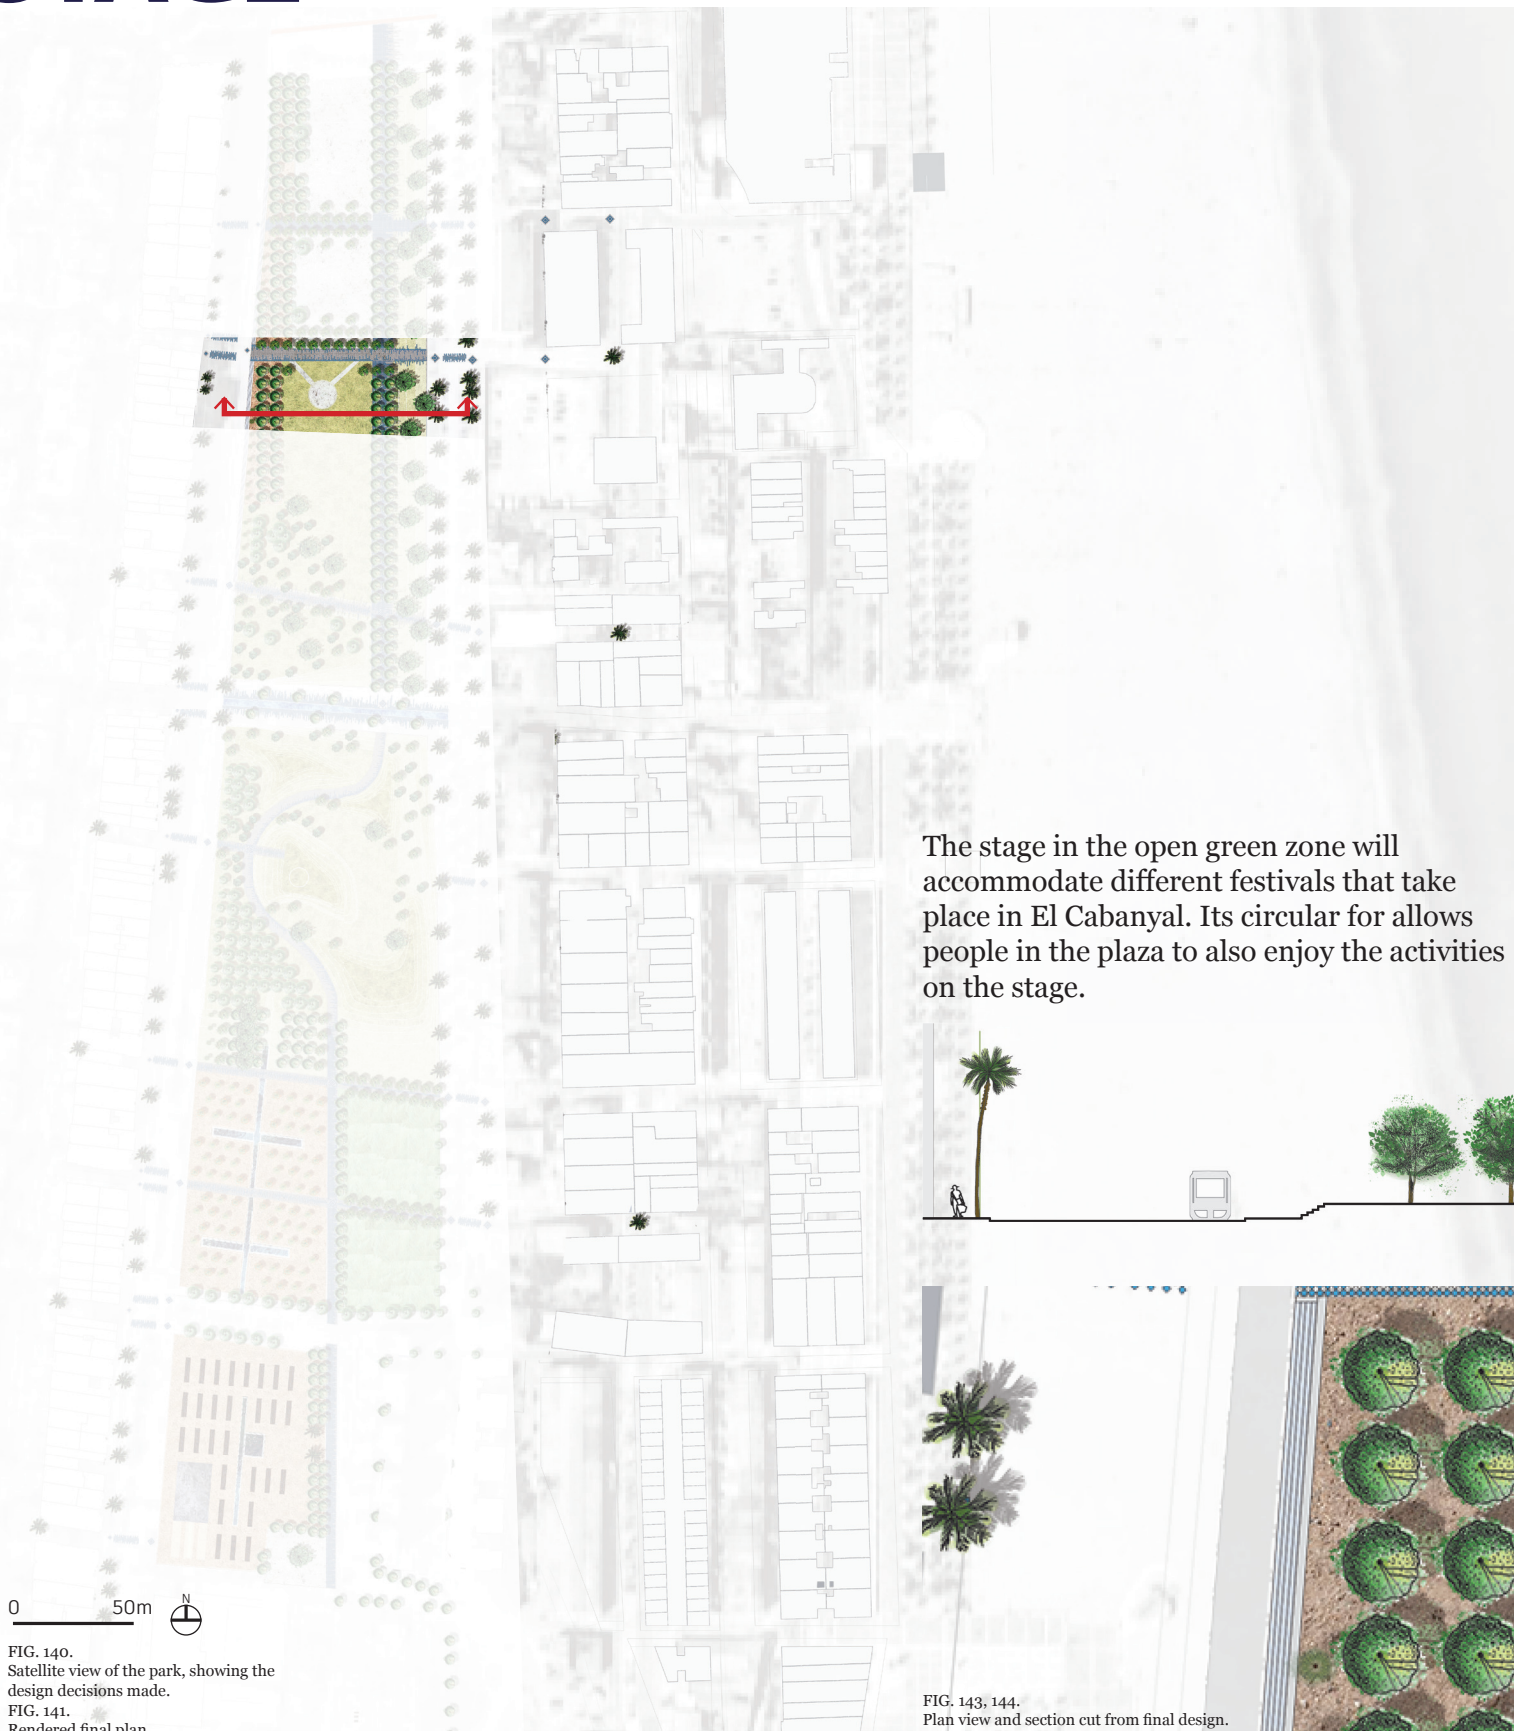 The stage in the open green zone will
accommodate different festivals that take
place in El Cabanyal. Its circular for allows
people in the plaza to also enjoy the activities
on the stage.
0 50m
N
FIG. 140.
Satellite view of the park, showing the
design decisions made.
FIG. 141.
Rendered final plan
FIG. 143, 144.
Plan view and section cut from final design.